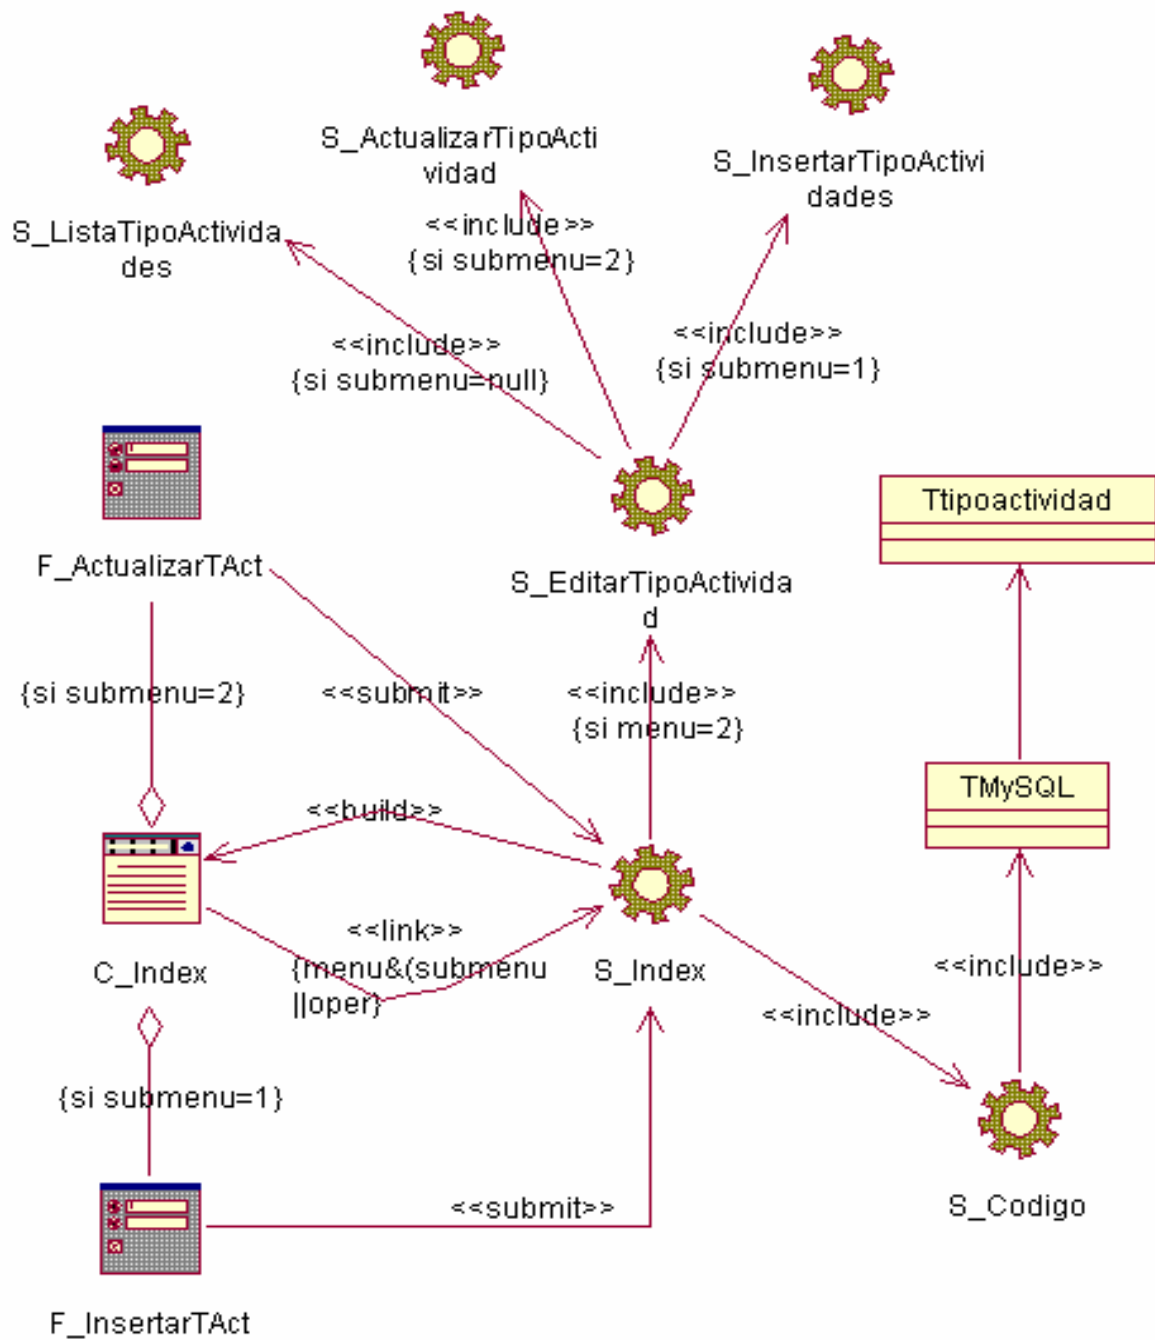 S_ActualizarTipoActi
vidad
S_InsertarTipoActivi
dades
S_ListaTipoActivida
des
<<include>>
{si submenu=2}
<<include>>
{si submenu=null}
<<include>>
{si submenu=1}
Ttipoactividad
F_ActualizarTAct
S_EditarTipoActivida
d
{si submenu=2}
<<submit>>
<<include>>
{si menu=2}
TMySQL
<<build>>
<<link>>
{menu&(submenu
||oper}
C_Index
S_Index
<<include>>
<<include>>
{si submenu=1}
<<submit>>
S_Codigo
F_InsertarTAct